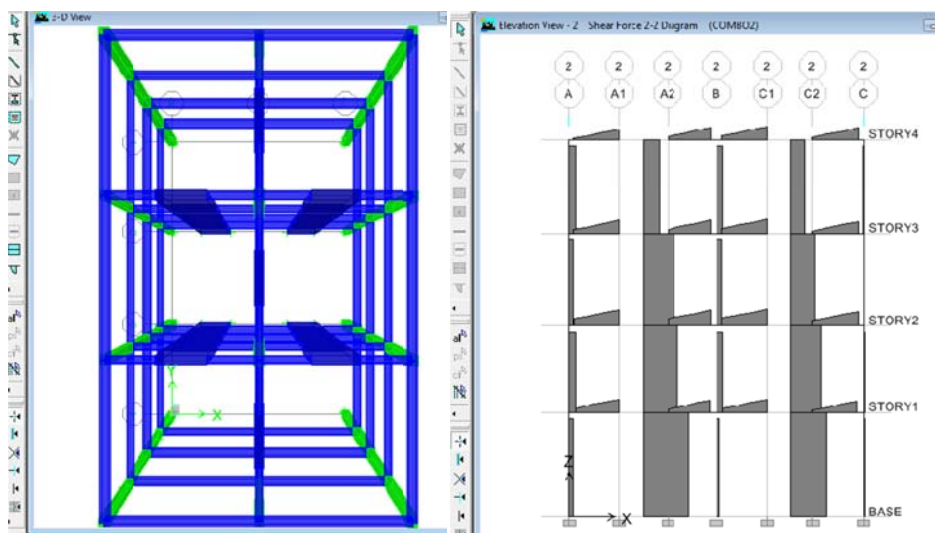 3-D View
Elevation View - 2 Shear Force 2-2 Diagram (COMBO2)
2 2 2 2 2 2 2
A A1 A2 B C1 C2 C
STORY4
STORY3
STORY2
STORY1
BASE
Y
X
Z
X